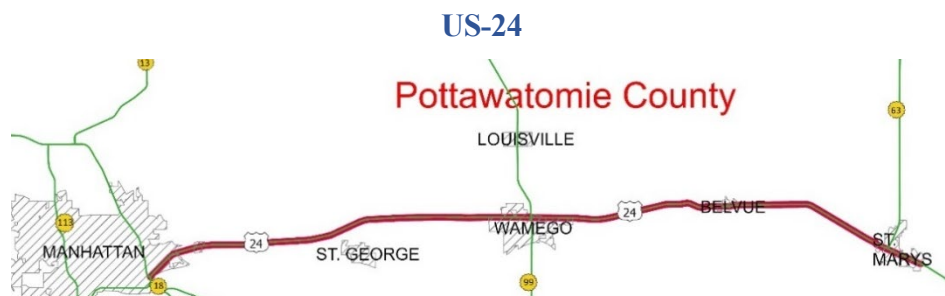 US-24
13
Pottawatomie County
63
LOUISVILLE
113
24
BELVUE
WAMEGO
24
MANHATTAN
ST. GEORGE
ST.
MARYS
18
99